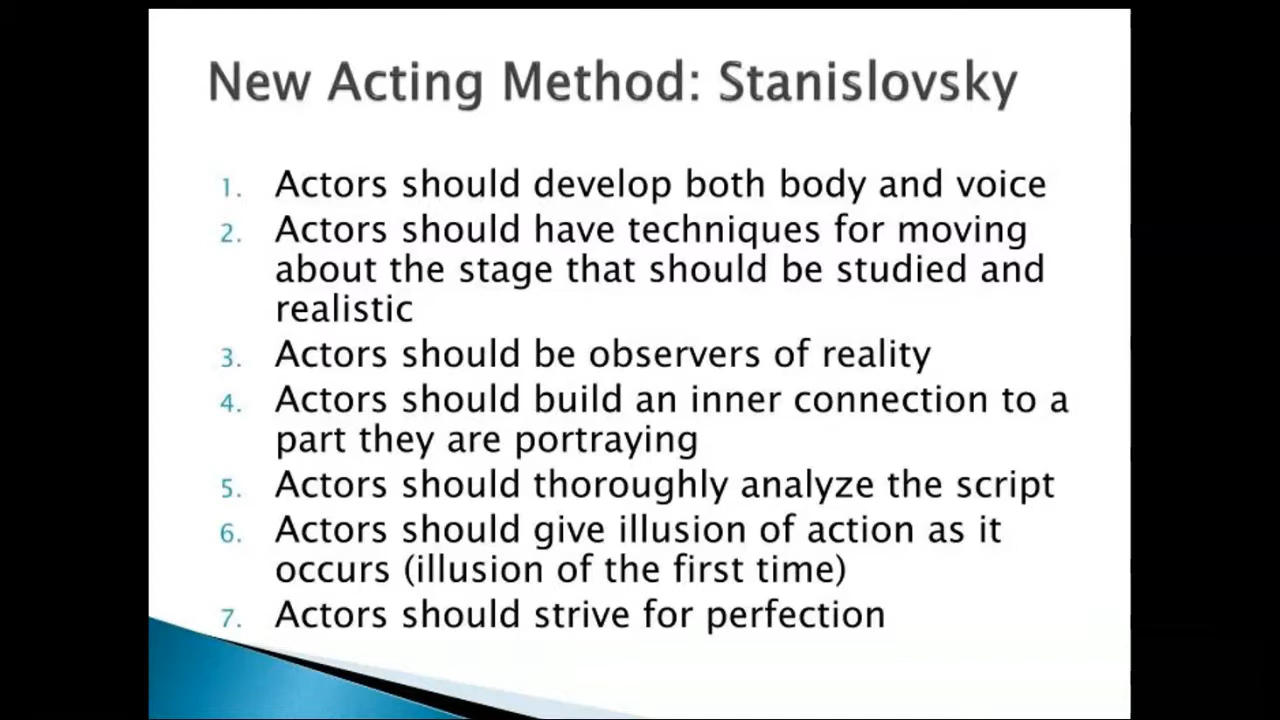 New Acting Method: Stanislovsky
1. Actors should develop both body and voice
2. Actors should have techniques for moving
about the stage that should be studied and
realistic
3. Actors should be observers of reality
4. Actors should build an inner connection to a
part they are portraying
5. Actors should thoroughly analyze the script
6. Actors should give illusion of action as it
occurs (illusion of the first time)
7. Actors should strive for perfection